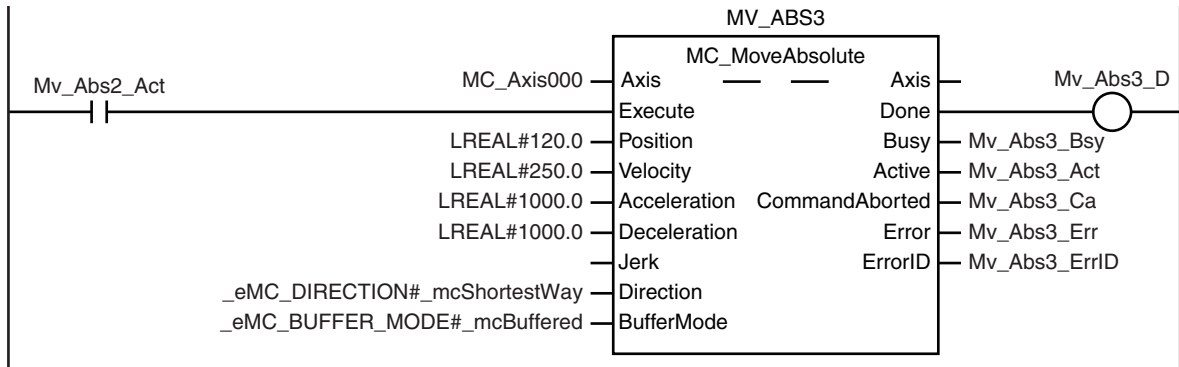 MV_ABS3
MC_MoveAbsolute
Mv_Abs2_Act
MC_Axis000 Axis Axis Mv_Abs3_D
Execute Done
LREAL#120.0 Position Busy Mv_Abs3_Bsy
LREAL#250.0 Velocity Active Mv_Abs3_Act
LREAL#1000.0 Acceleration CommandAborted Mv_Abs3_Ca
LREAL#1000.0 Deceleration Error Mv_Abs3_Err
Jerk ErrorID Mv_Abs3_ErrID
_eMC_DIRECTION#_mcShortestWay Direction
_eMC_BUFFER_MODE#_mcBuffered BufferMode